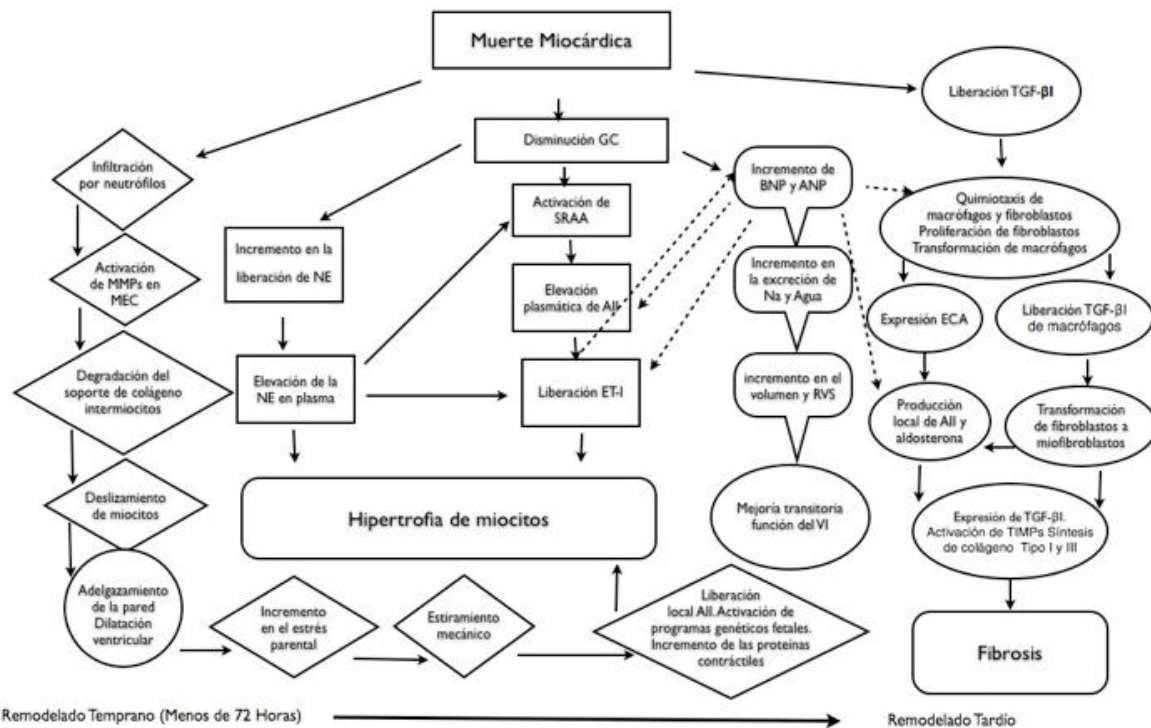 Muerte Miocárdica
Liberación TGF-βI
Disminución GC
Infiltración
por neutrófilos
Incremento de
BNP y ANP
Activación de
SRAA
Quimiotaxis de
macrófagos y fibroblastos
Proliferación de fibroblastos
Transformación de macrófagos
Incremento en la
liberación de NE
Activación
de MMPs en
MEC
Elevación
plasmática de AII
Incremento en
la excreción de
Na y Agua
Expresión ECA
Liberación TGF-βI
de macrófagos
Degradación del
soporte de colágeno
intermiocitos
Elevación de la
NE en plasma
Liberación ET-I
incremento en el
volumen y RVS
Producción
local de AII y
aldosterona
Transformación
de fibroblastos a
miofibroblastos
Deslizamiento
de miocitos
Hipertrofia de miocitos
Mejoría transitoria
función del VI
Expresión de TGF-βI.
Activación de TIMPs Síntesis
de colágeno Tipo I y III
Adelgazamiento
de la pared
Dilatación
ventricular
Incremento
en el estrés
parental
Estiramiento
mecánico
Liberación
local AII. Activación de
programas genéticos fetales.
Incremento de las proteínas
contráctiles
Fibrosis
Remodelado Temprano (Menos de 72 Horas)
Remodelado Tardío